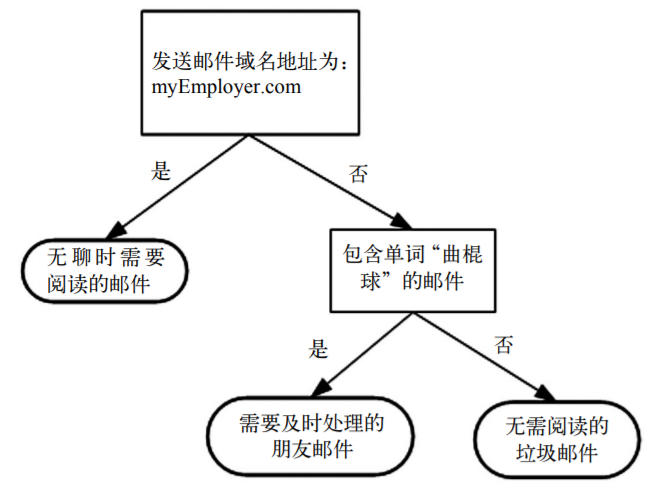 发送邮件域名地址为：
myEmployer.com
是
否
无聊时需要
阅读的邮件
包含单词“曲棍
球”的邮件
是
否
需要及时处理的
朋友邮件
无需阅读的
垃圾邮件